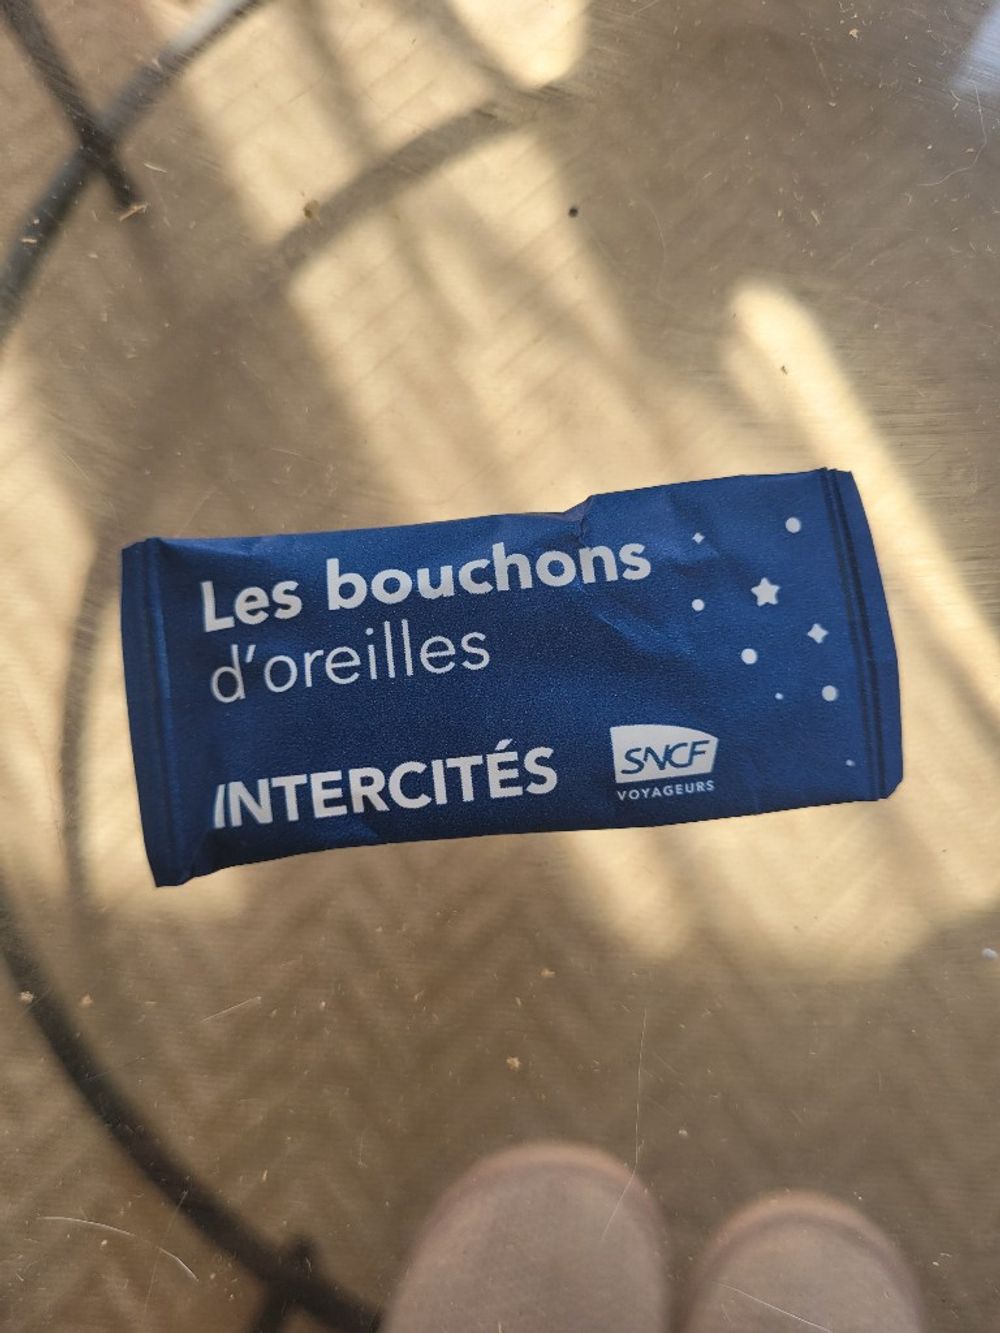 Les bouchons
d'oreilles
INTERCITÉS
SNCF
VOYAGEURS